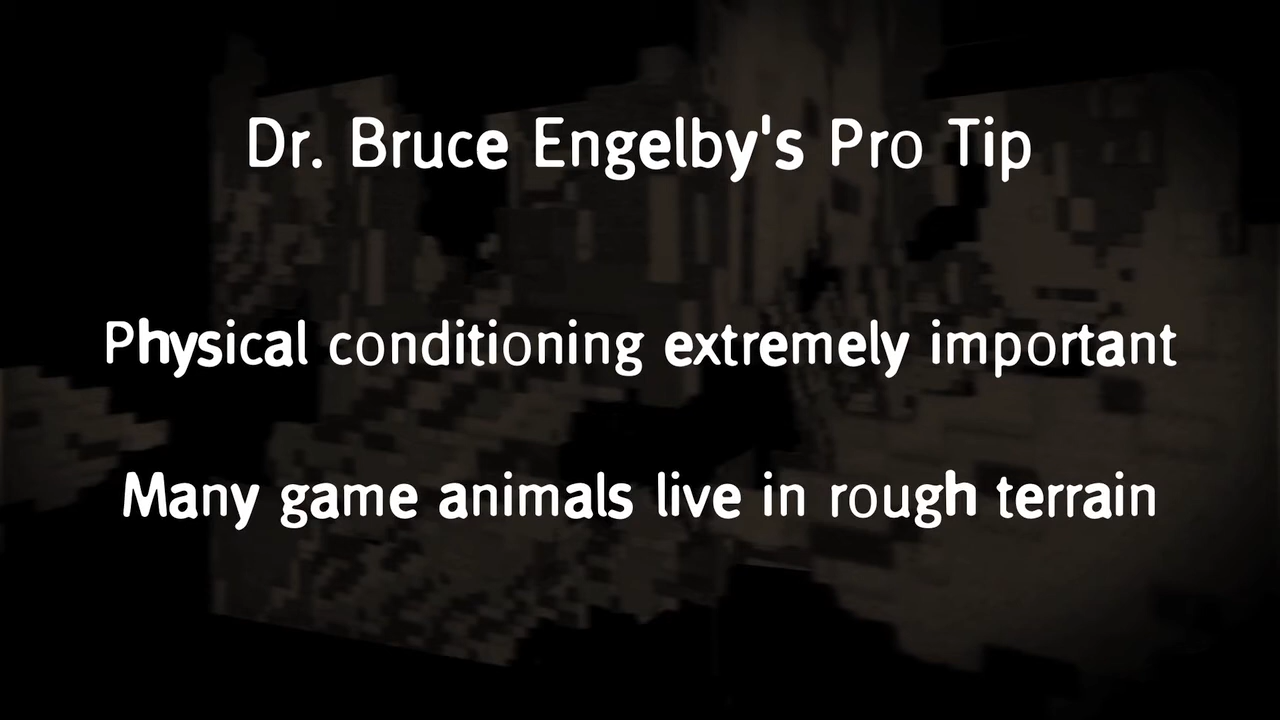 Dr. Bruce Engelby's Pro Tip
Physical conditioning extremely important
Many game animals live in rough terrain